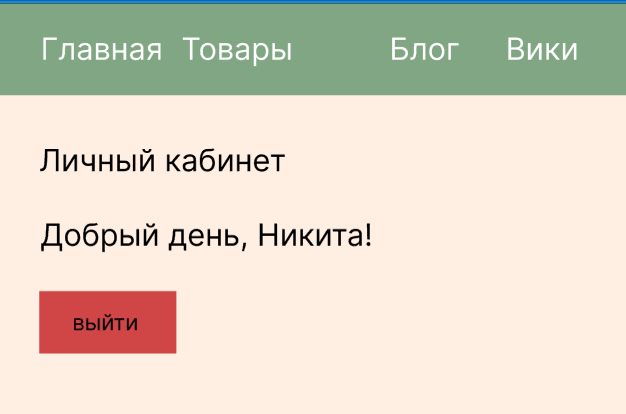 Главная Товары Блог Вики
Личный кабинет
Добрый день, Никита!
выйти